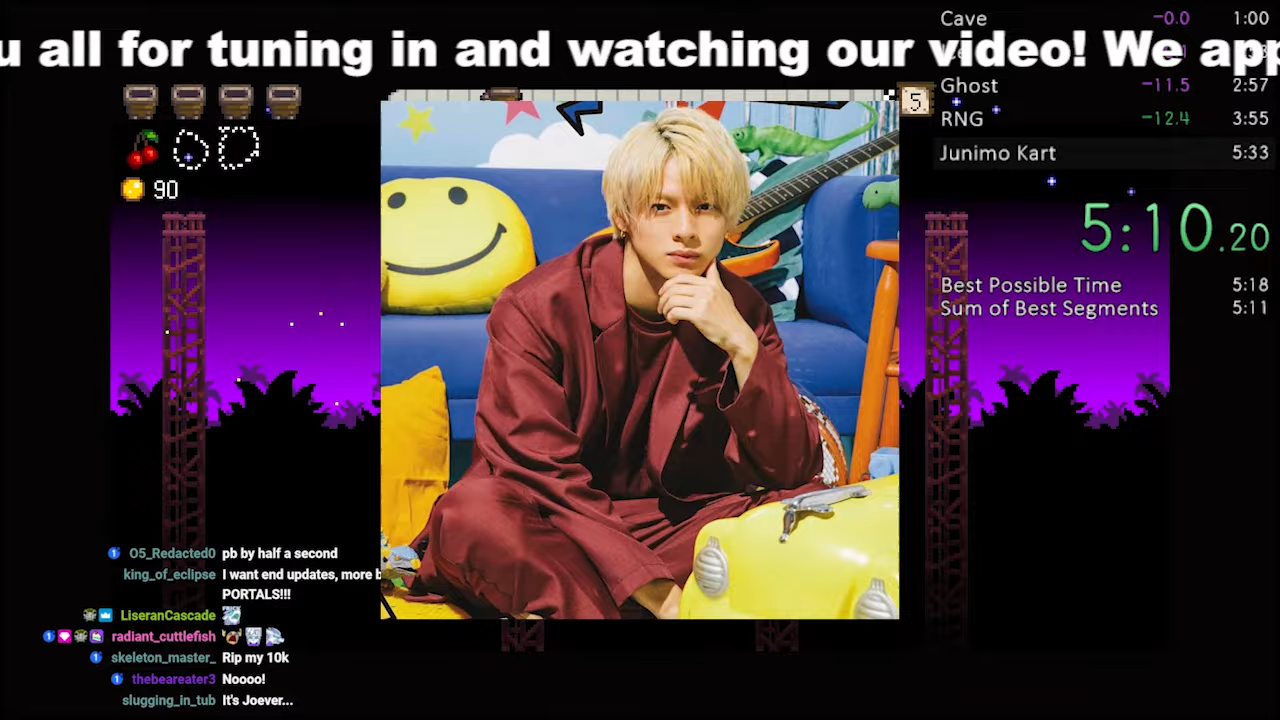 u all for tuning in and watching our video! We app
Cave −0.0 1:00
Ghost −11.5 2:57
RNG −12.4 3:55
Junimo Kart 5:33
5:10.20
Best Possible Time 5:18
Sum of Best Segments 5:11
5
90
O5_Redacted0 pb by half a second
king_of_eclipse I want end updates, more b
PORTALS!!!
LiseranCascade
radiant_cuttlefish
skeleton_master_ Rip my 10k
thebeareater3 Noooo!
slugging_in_tub It's Joever...